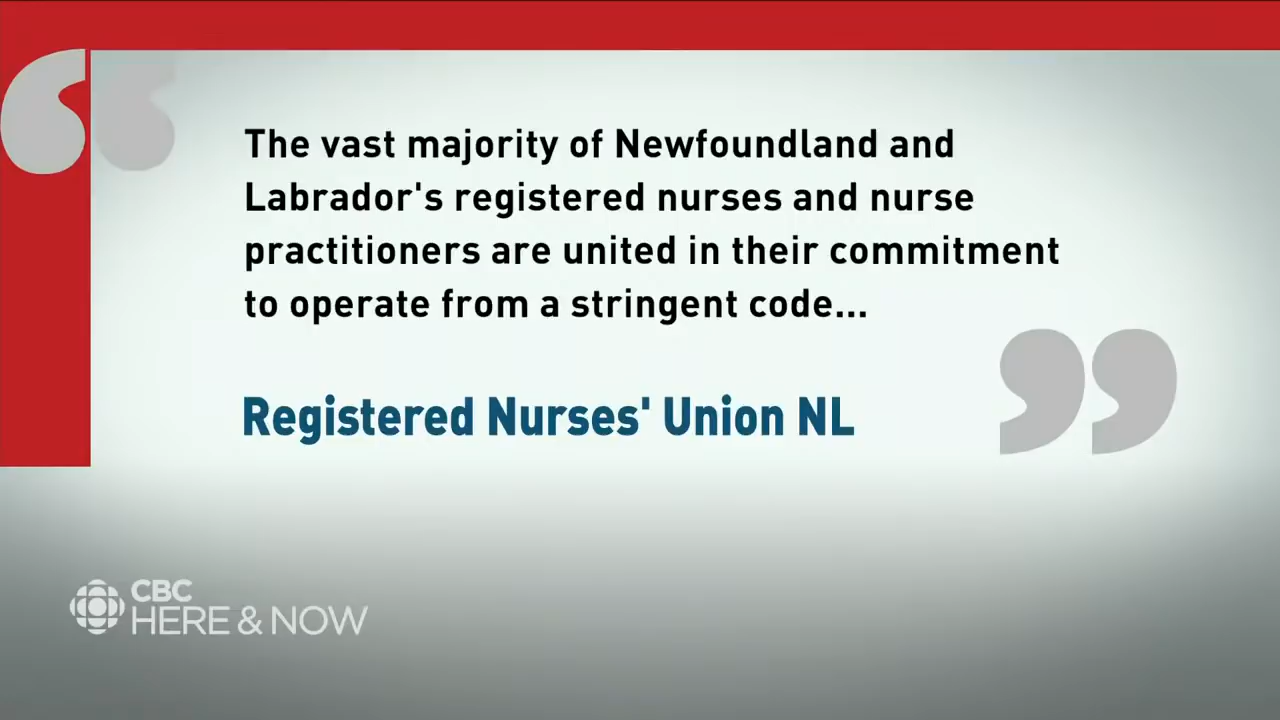 The vast majority of Newfoundland and
Labrador's registered nurses and nurse
practitioners are united in their commitment
to operate from a stringent code...
Registered Nurses' Union NL
CBC
HERE & NOW